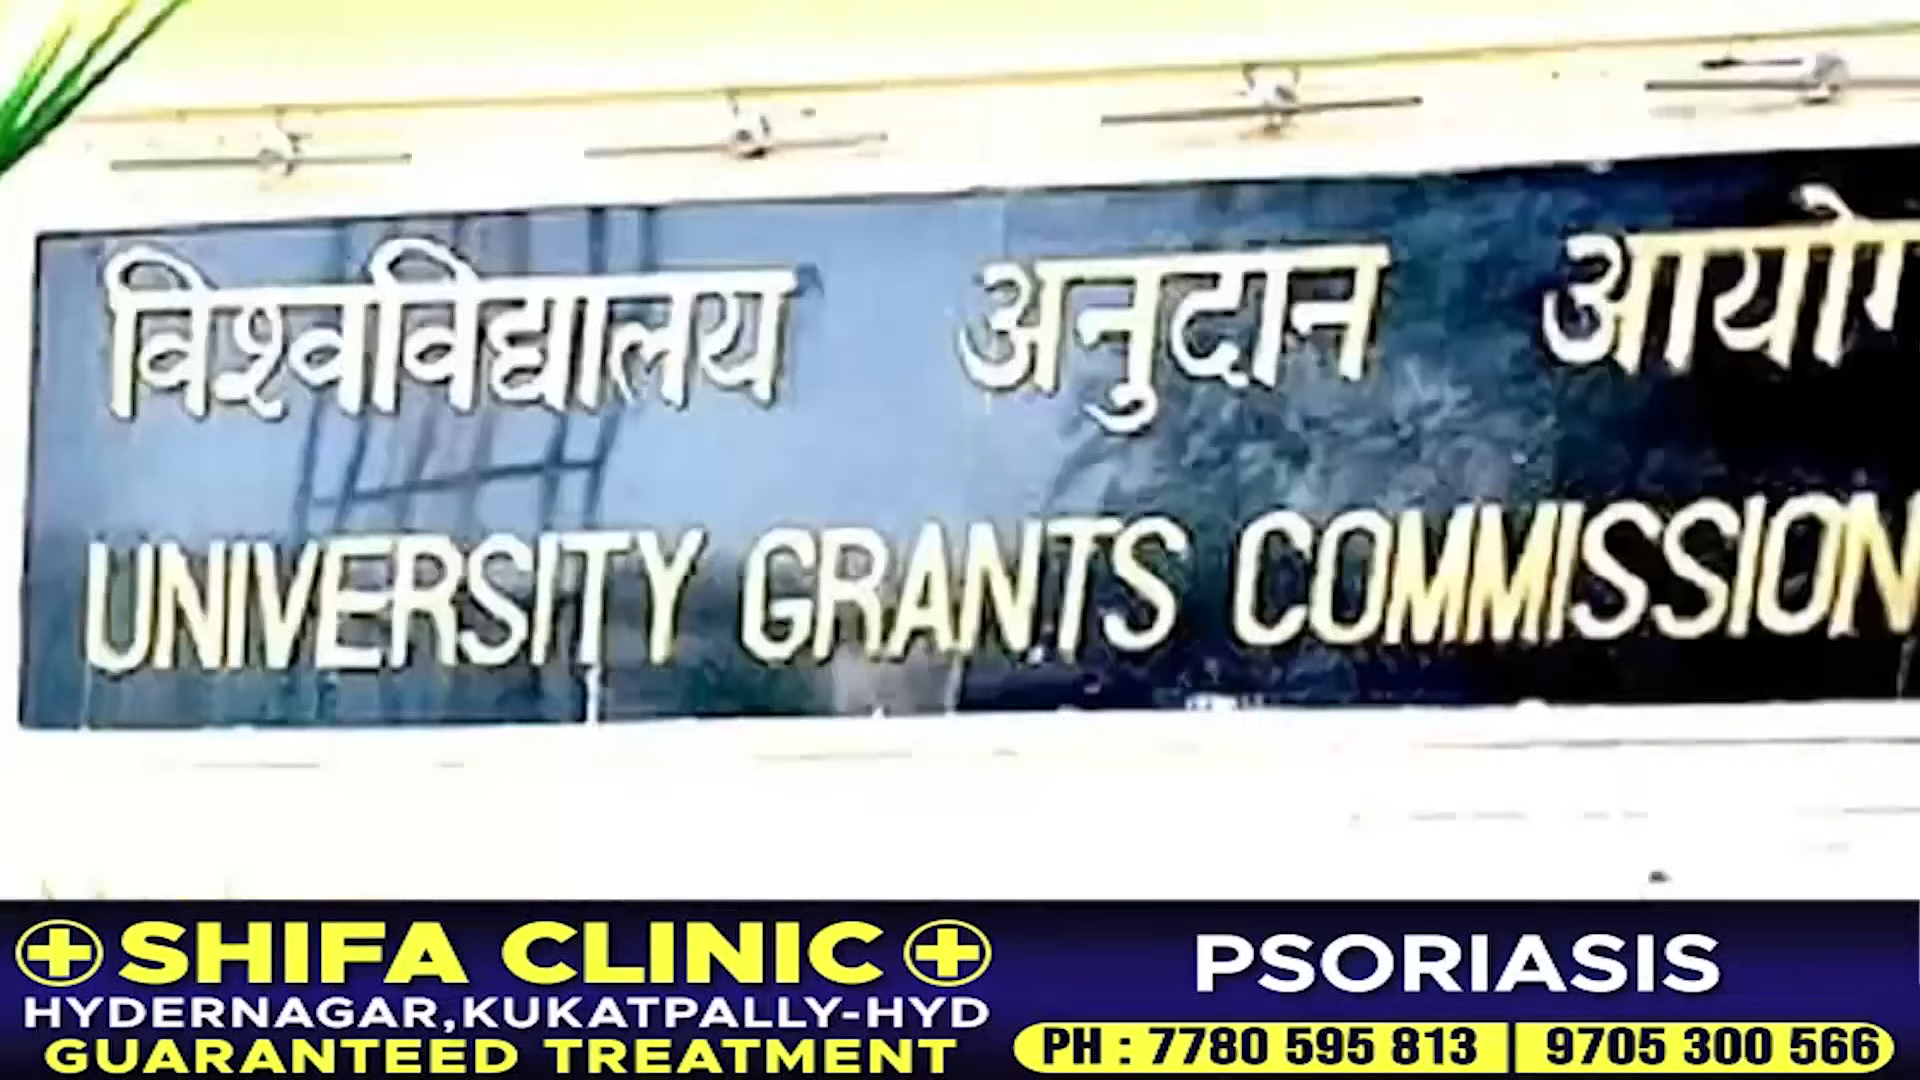 विश्वविद्यालय अनुदान आयोग
UNIVERSITY GRANTS COMMISSION
SHIFA CLINIC
HYDERNAGAR,KUKATPALLY-HYD
GUARANTEED TREATMENT
PSORIASIS
PH : 7780 595 813 | 9705 300 566